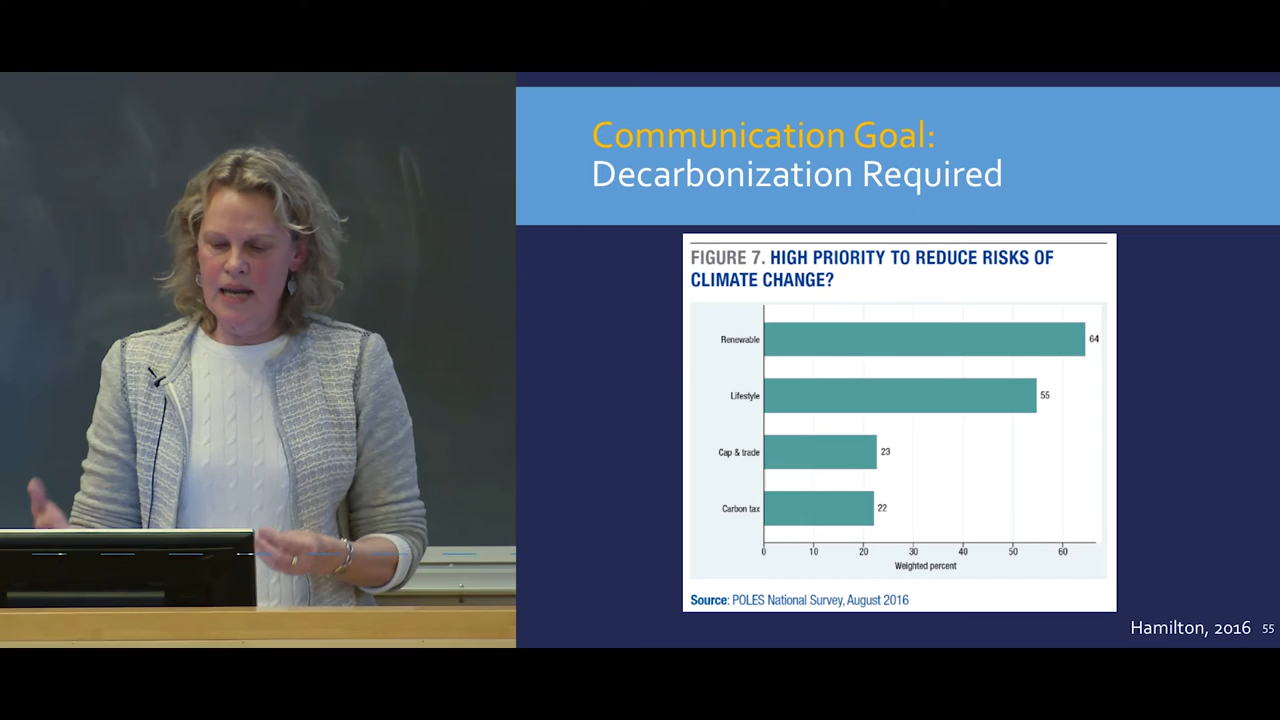 Communication Goal:
Decarbonization Required
FIGURE 7. HIGH PRIORITY TO REDUCE RISKS OF
CLIMATE CHANGE?
Renewable 64
Lifestyle 55
Cap & trade 23
Carbon tax 22
0 10 20 30 40 50 60
Weighted percent
Source: POLES National Survey, August 2016
Hamilton, 2016 55